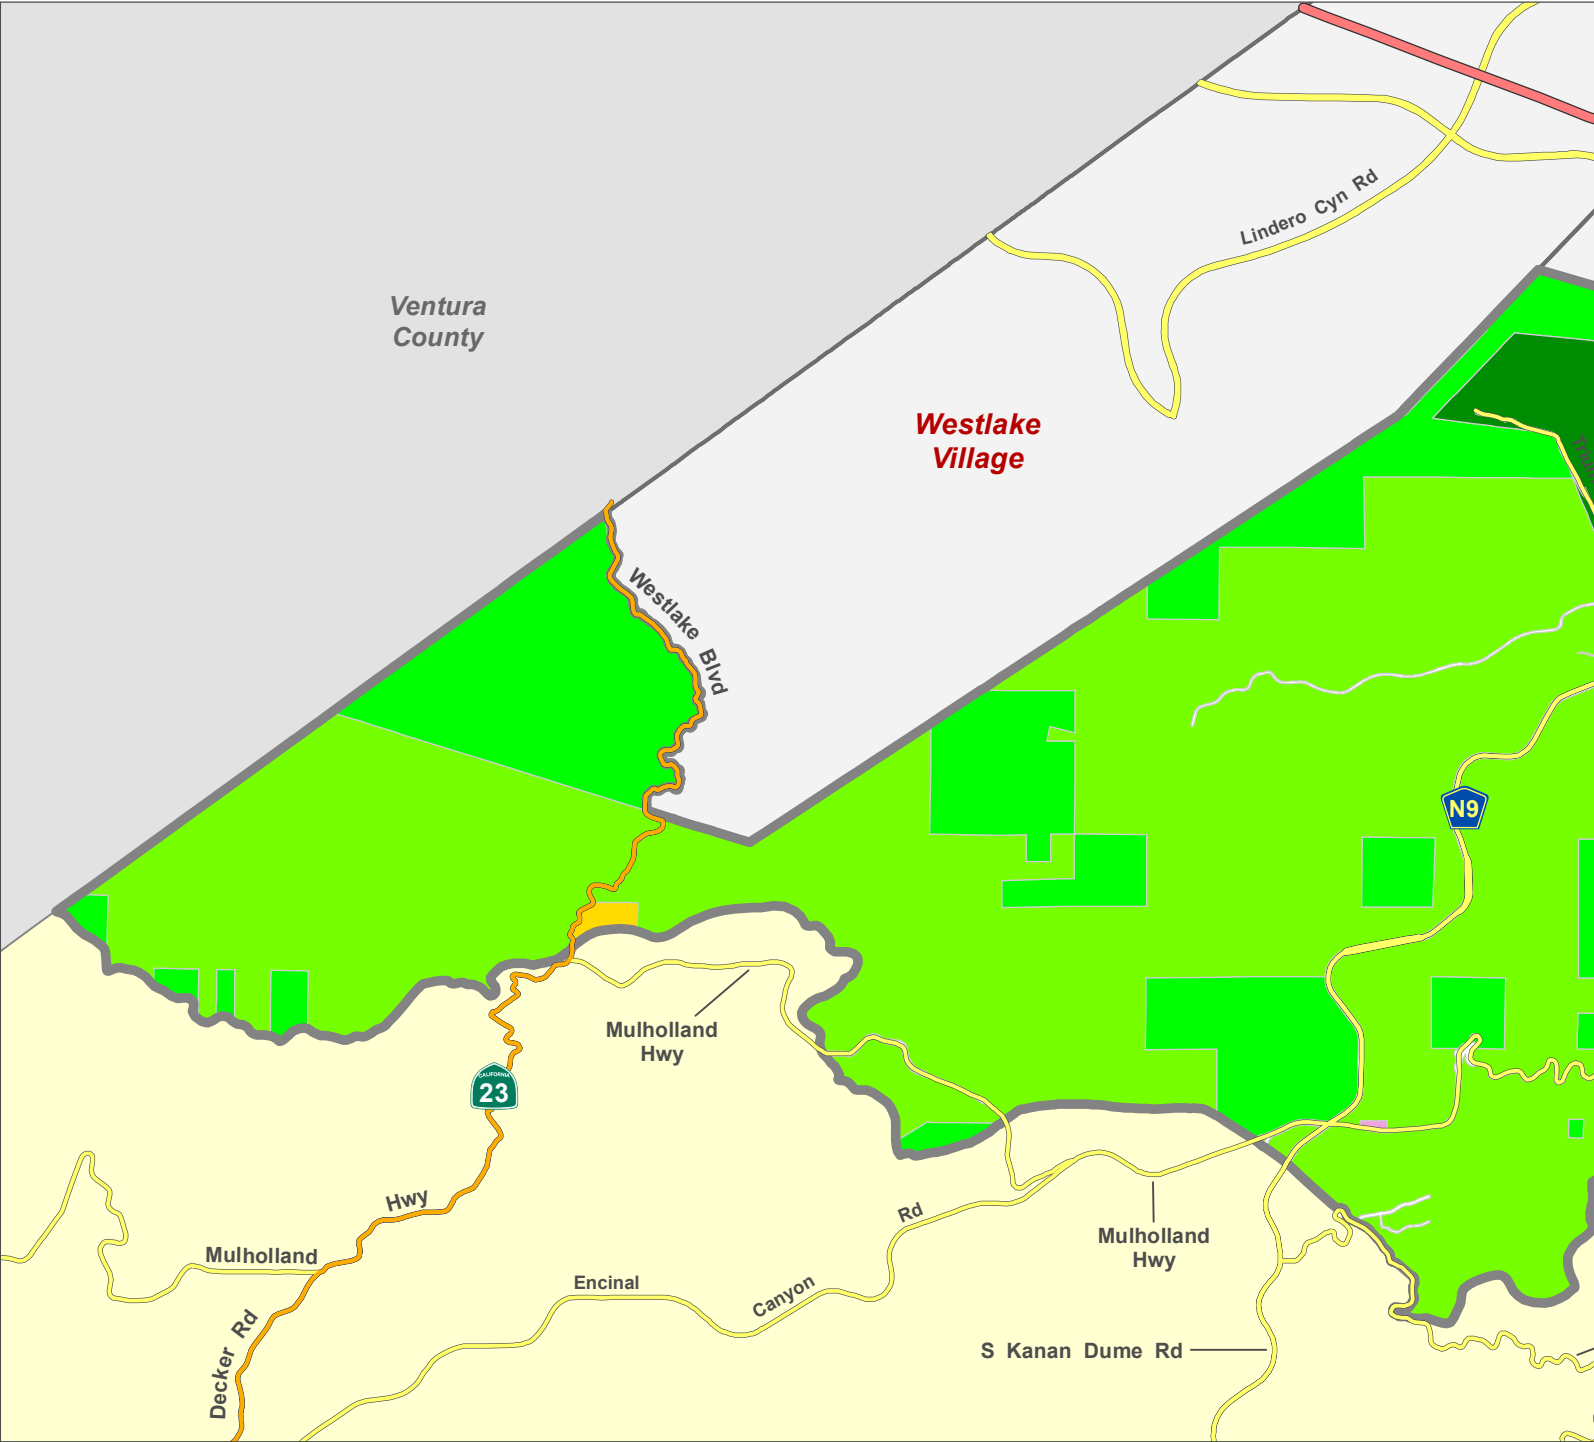 Lindero Cyn Rd
Ventura
County
Westlake
Village
Westlake Blvd
N9
Mulholland
Hwy
CALIFORNIA
23
Hwy
Mulholland
Rd
Mulholland
Hwy
Encinal
Canyon
Decker Rd
S Kanan Dume Rd